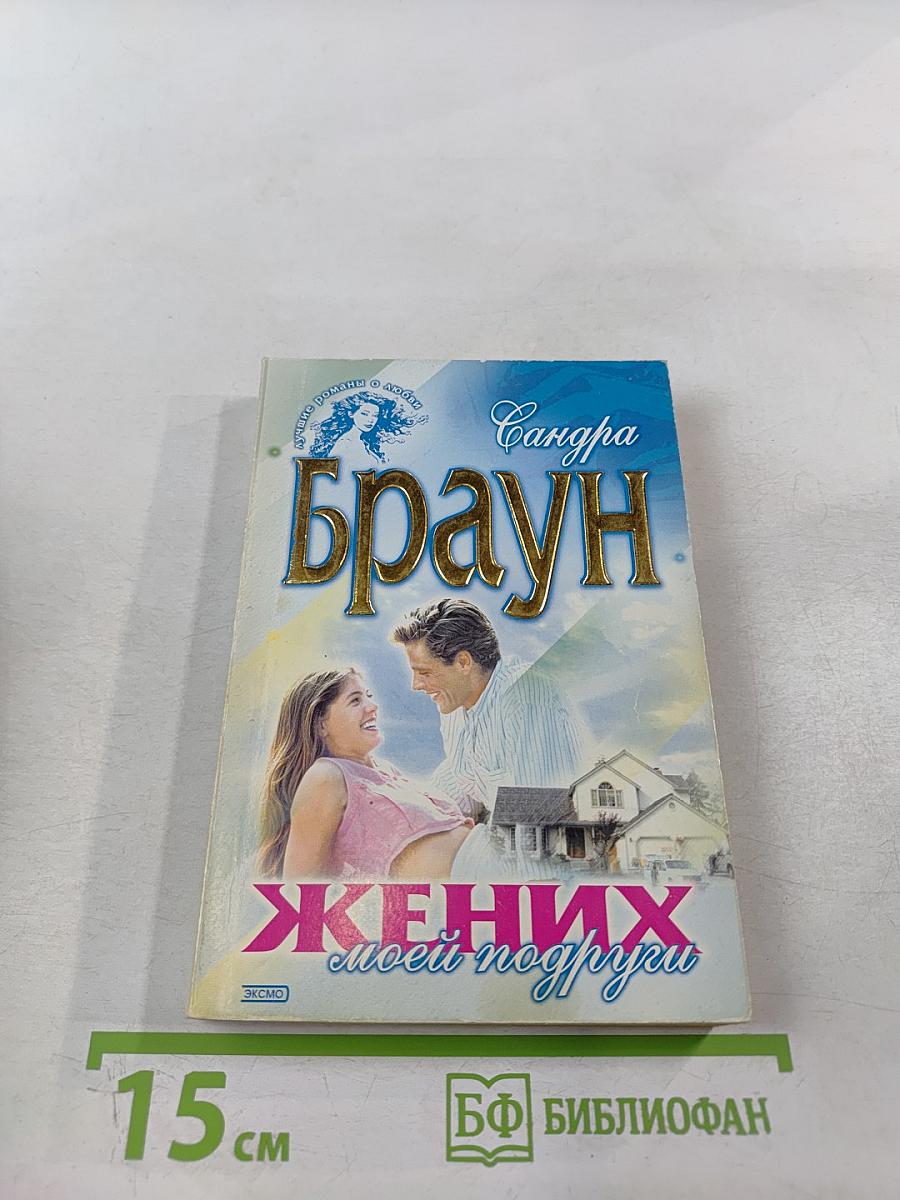 лучшие романы о любви
Сандра
Браун
ЖЕНИХ
моей подруги
ЭКСМО
15 см
БФ БИБЛИОФАН